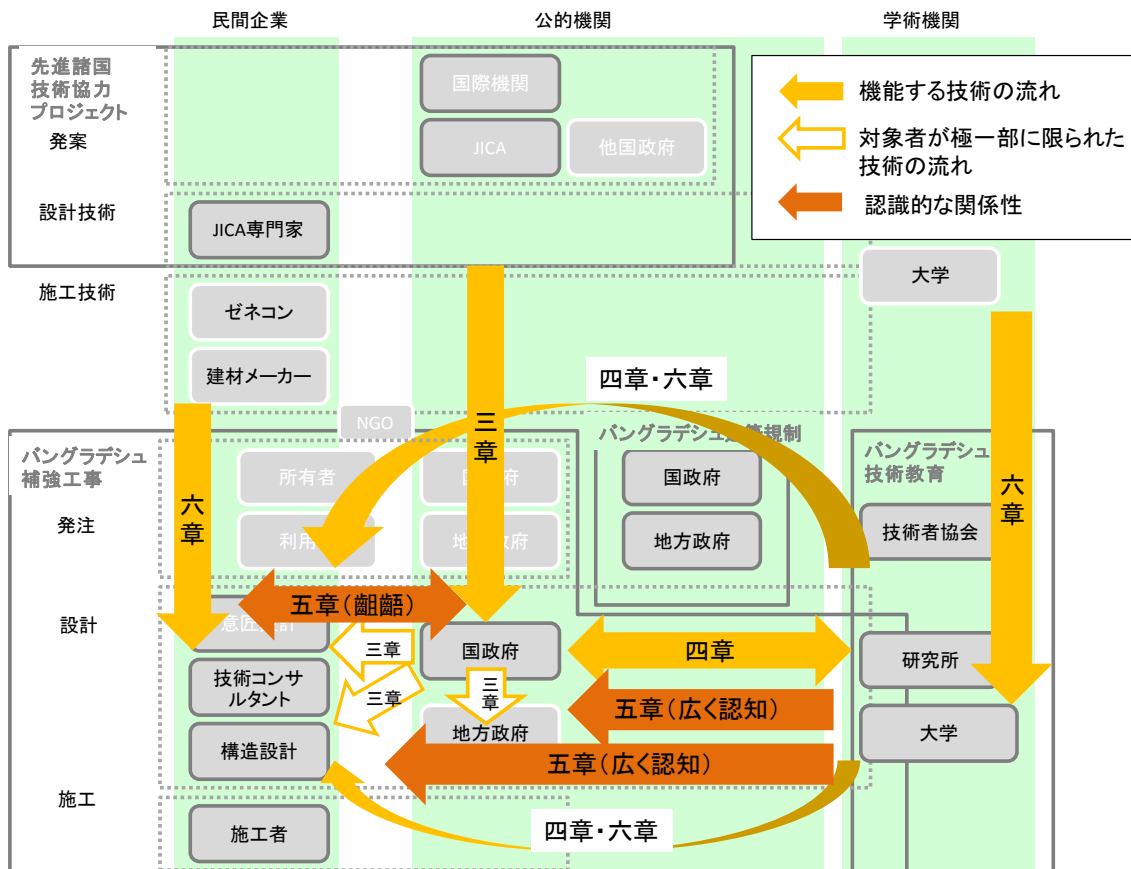 民間企業
公的機関
学術機関
先進諸国
技術協力
プロジェクト
発案
国際機関
JICA
他国政府
機能する技術の流れ
対象者が極一部に限られた
技術の流れ
認識的な関係性
設計技術
JICA専門家
施工技術
大学
ゼネコン
建材メーカー
四章・六章
NGO
三章
バングラデシュ
補強工事
所有者
バングラデシュ
規制
国政府
バングラデシュ
技術教育
六章
六章
発注
利用
地
政府
地方政府
技術者協会
設計
五章（齟齬）
意匠
三章
国政府
四章
研究所
技術コンサ
ルタント
三章
三章
五章（広く認知）
地方政府
大学
構造設計
五章（広く認知）
施工
施工者
四章・六章